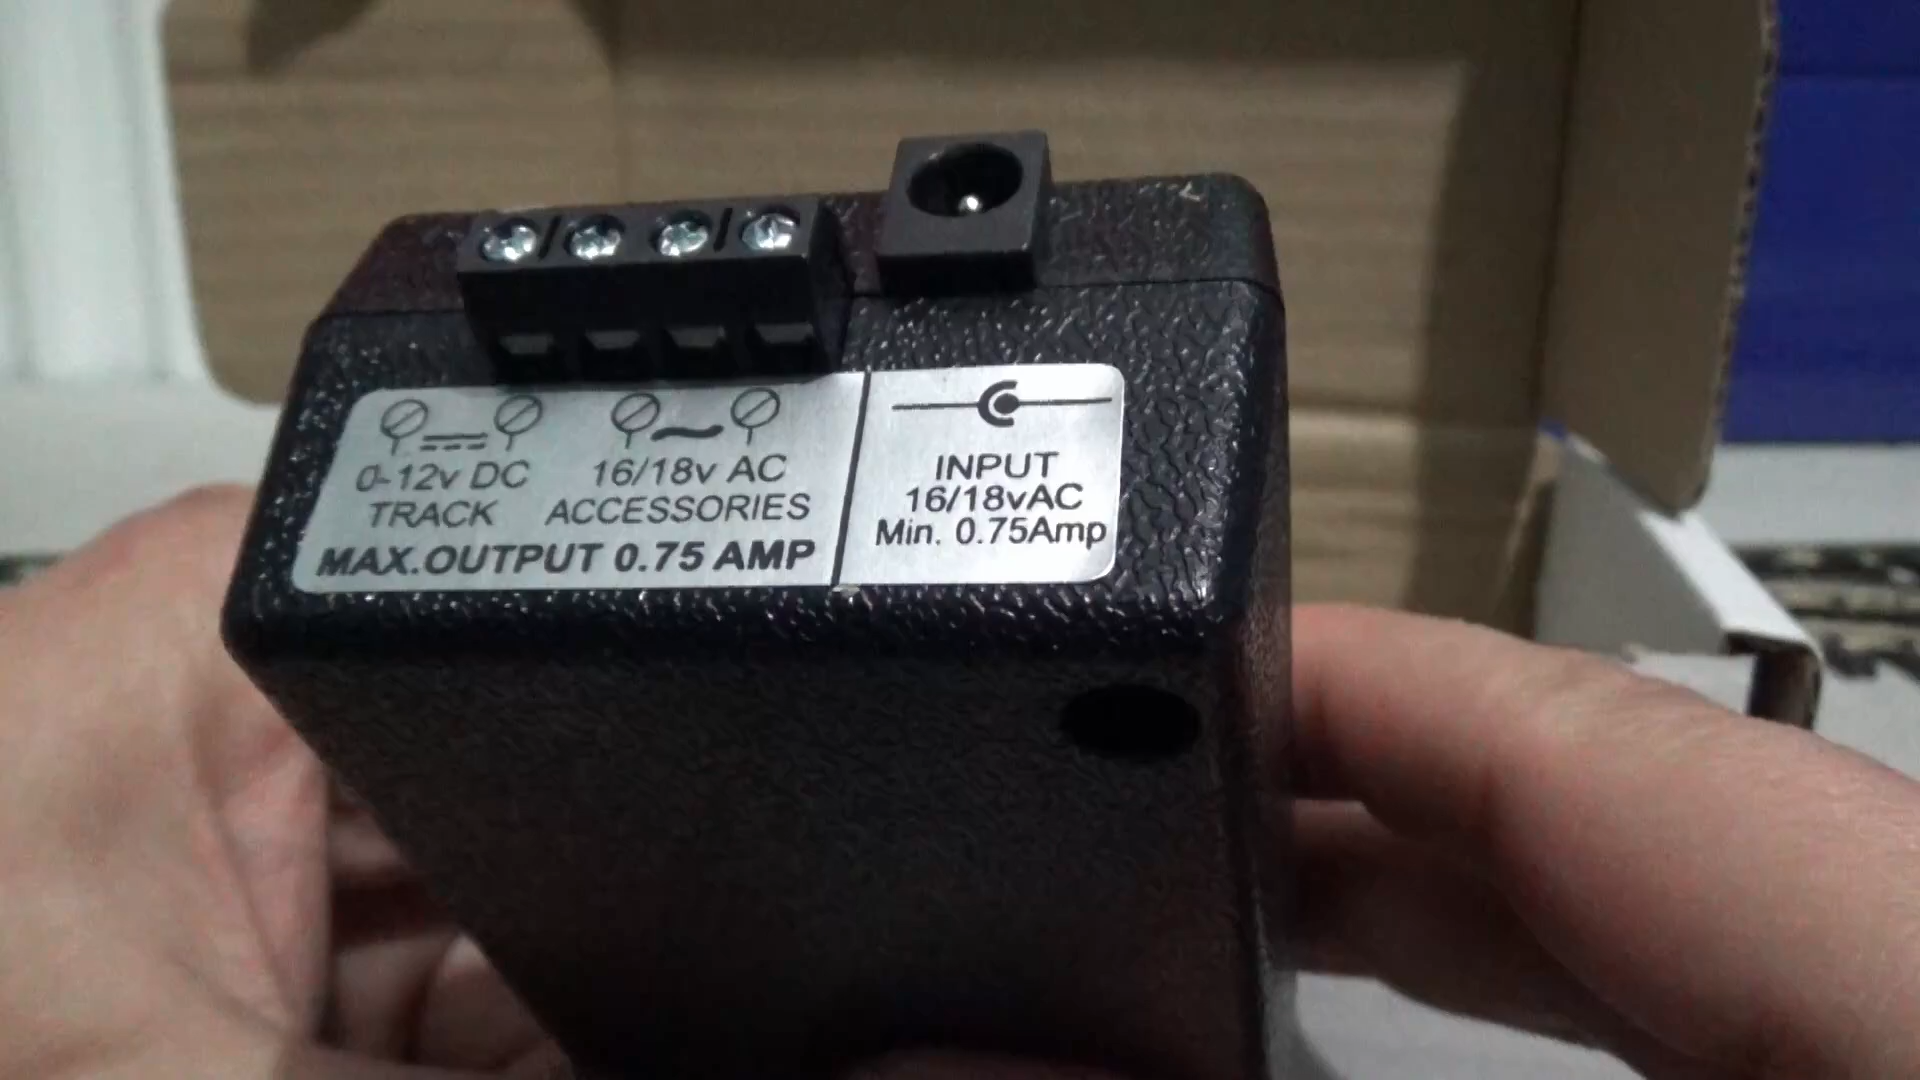 0-12v DC 16/18v AC
TRACK ACCESSORIES
MAX.OUTPUT 0.75 AMP
INPUT
16/18vAC
Min. 0.75Amp